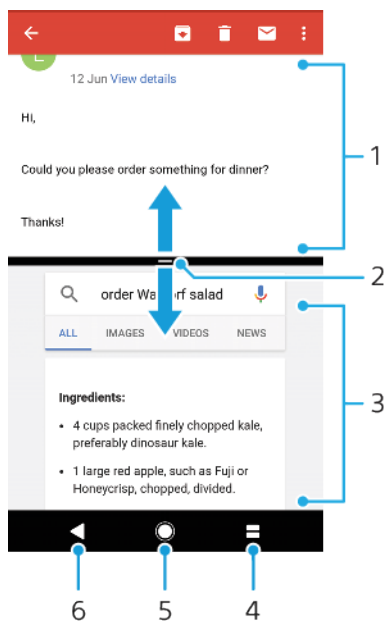 12 Jun View details
Hi,
1
Could you please order something for dinner?
Thanks!
2
order Wa rf salad
ALL IMAGES VIDEOS NEWS
3
Ingredients:
• 4 cups packed finely chopped kale,
preferably dinosaur kale.
• 1 large red apple, such as Fuji or
Honeycrisp, chopped, divided.
6 5 4